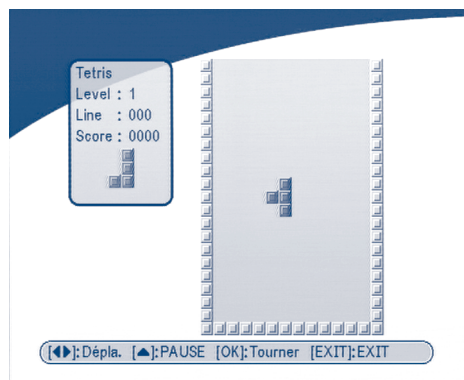 Tetris
Level : 1
Line : 000
Score : 0000
[◀▶]:Dépla. [▲]:PAUSE [OK]:Tourner [EXIT]:EXIT